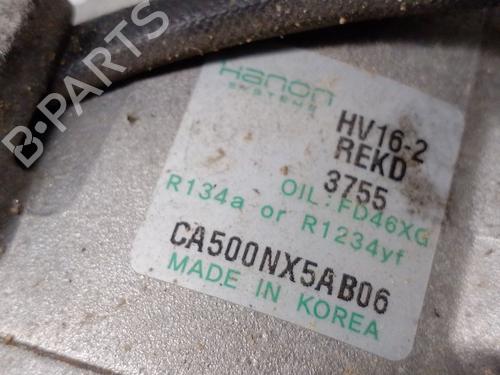 Hanon
SYSTEMS
HV16-2
REKD
3755
OIL:FD46XG
R134a or R1234yf
CA500NX5AB06
MADE IN KOREA
B-PARTS